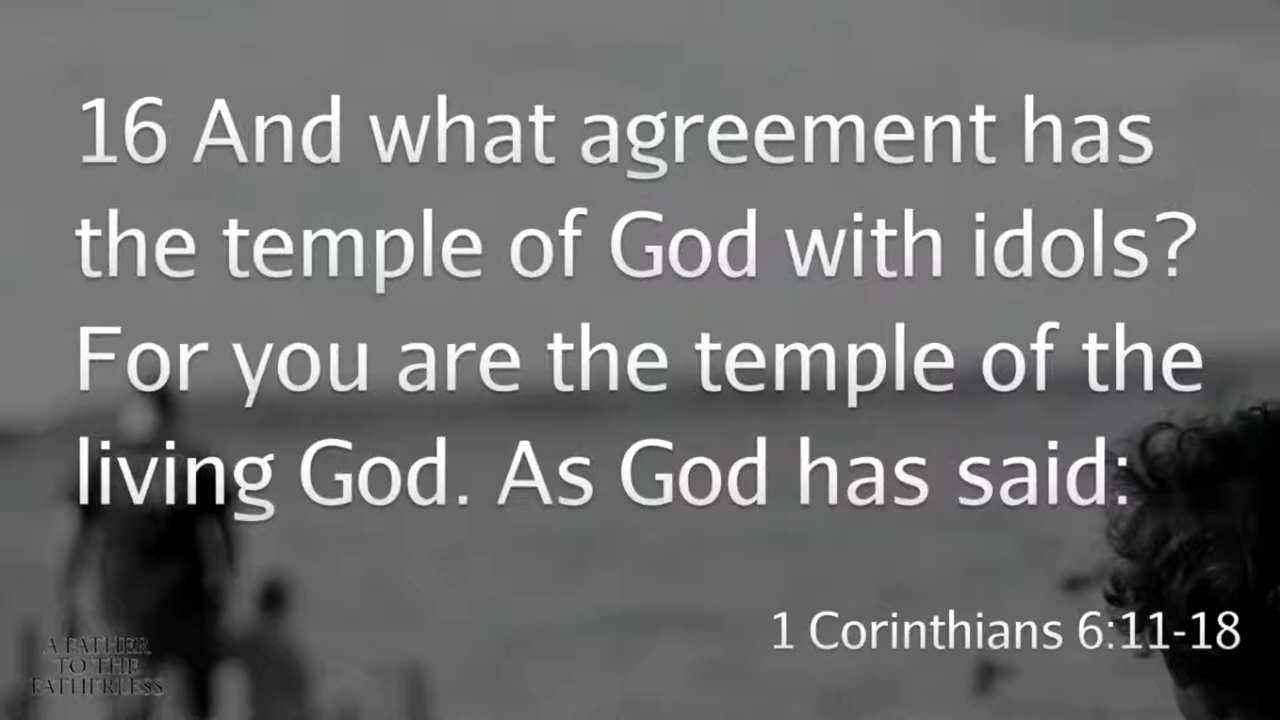 16 And what agreement has
the temple of God with idols?
For you are the temple of the
living God. As God has said:
1 Corinthians 6:11-18
A FATHER
TO THE
FATHERLESS